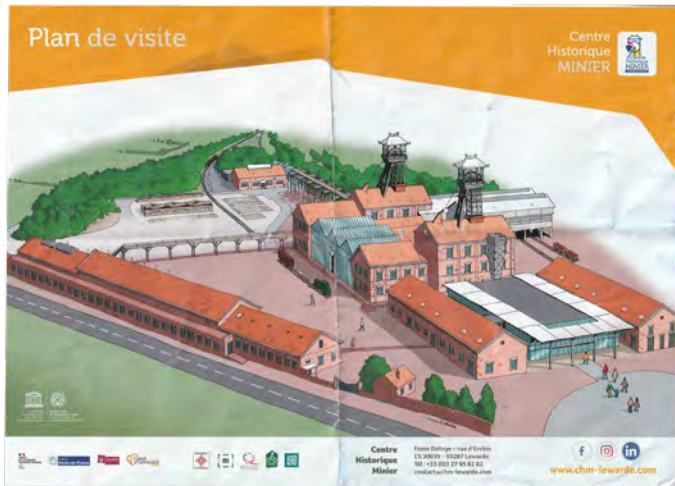 Plan de visite
Centre
Historique
MINIER
MINIER
Centre
Historique
Minier
Fosse Delloye – rue d'Erchin
CS 30039 - 59287 Lewarde
Tél : +33 (0)3 27 95 82 82
contact@chm-lewarde.com
www.chm-lewarde.com